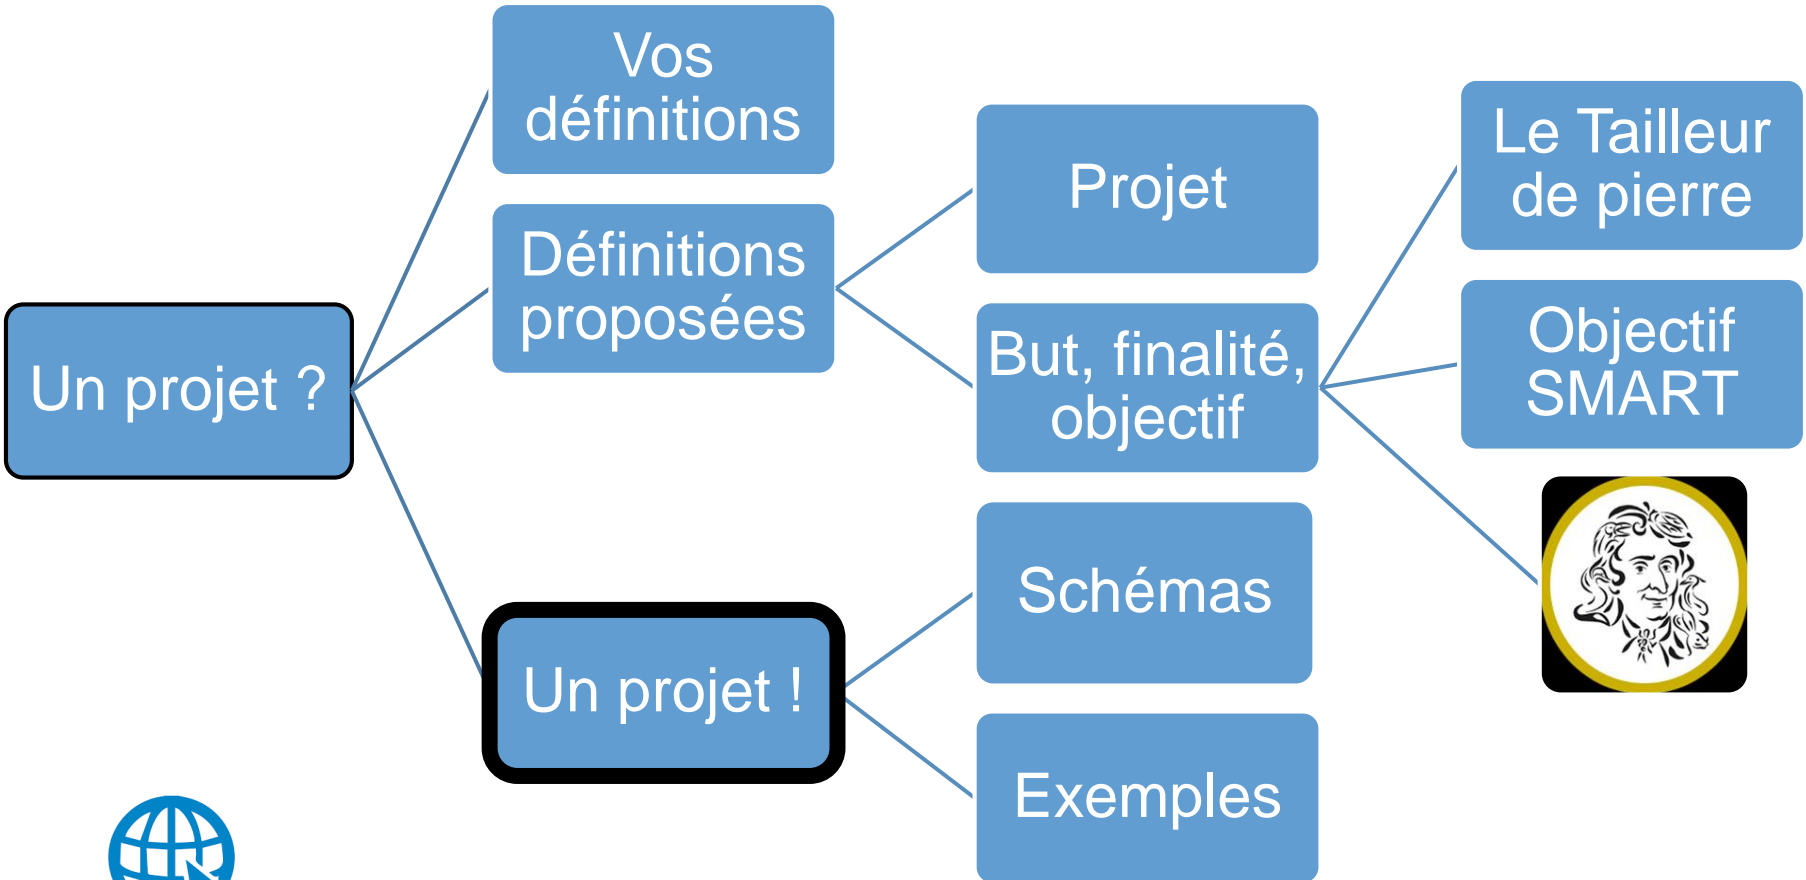 Vos
définitions
Définitions
proposées
Un projet ?
Un projet !
Projet
But, finalité,
objectif
Schémas
Exemples
Le Tailleur
de pierre
Objectif
SMART